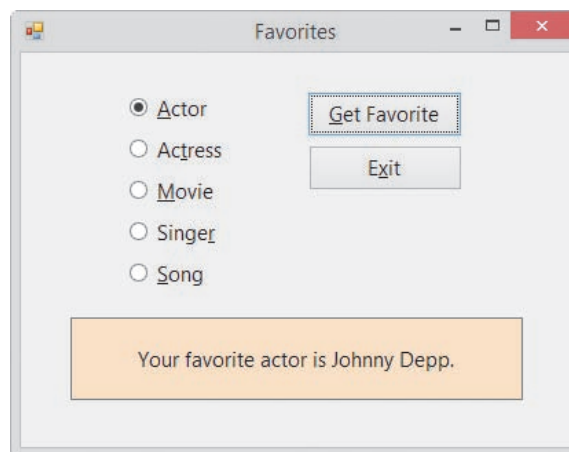 Favorites
Actor
Get Favorite
Actress
Exit
Movie
Singer
Song
Your favorite actor is Johnny Depp.